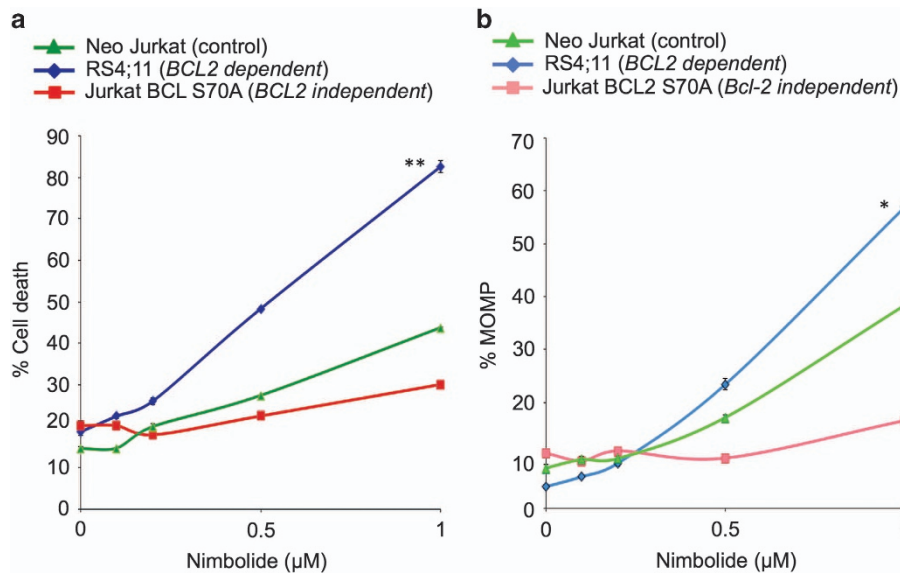 a
Neo Jurkat (control)
RS4;11 (BCL2 dependent)
Jurkat BCL S70A (BCL2 independent)
90
80
70
60
50
40
30
20
10
0
% Cell death
**
0
0.5
1
Nimbolide (µM)
b
Neo Jurkat (control)
RS4;11 (BCL2 dependent)
Jurkat BCL2 S70A (Bcl-2 independent)
70
60
50
40
30
20
10
0
% MOMP
*
0
0.5
Nimbolide (µM)